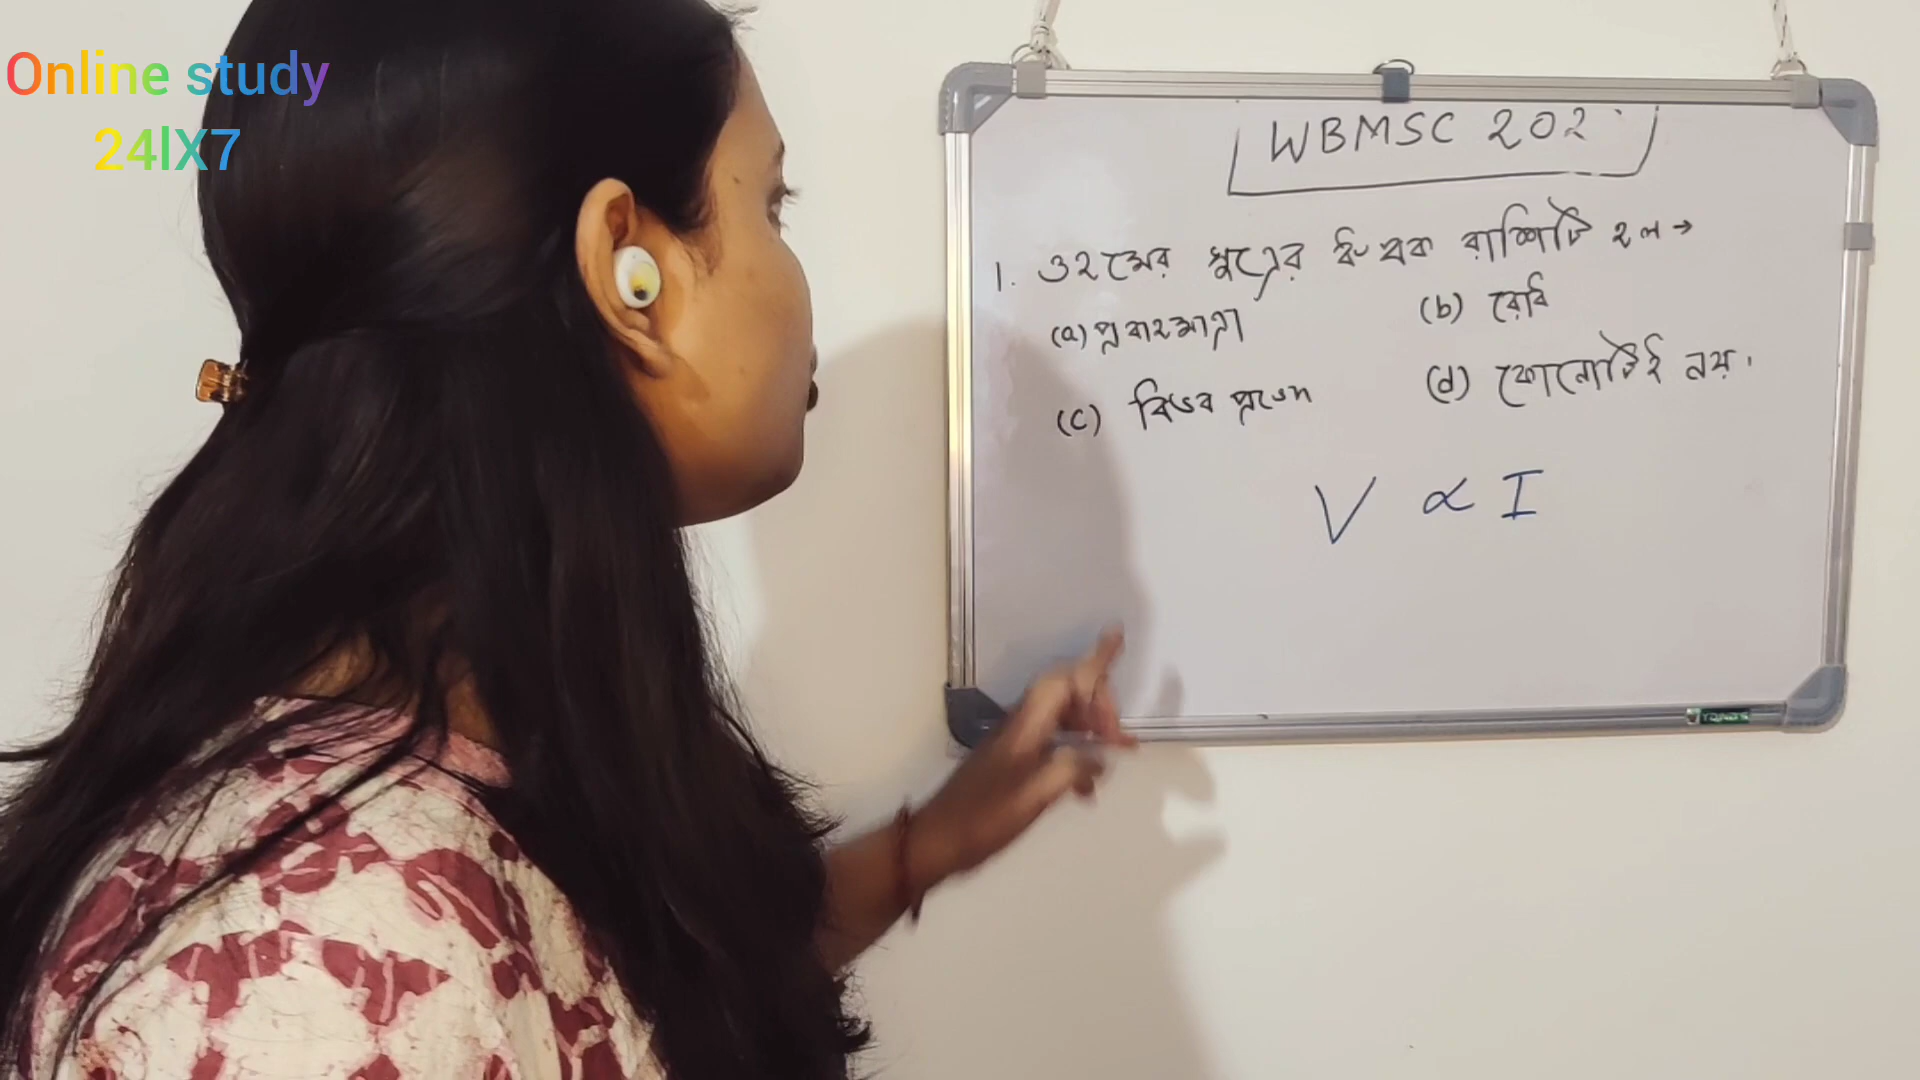 Online study
24lX7
WBMSC 202
1. ওহমের সুত্রের ধ্রুবক রাশিটি হল →
(a) প্রবাহমাত্রা (b) রোধ
(c) বিভব প্রভেদ (d) কোনোটিই নয়।
V ∝ I